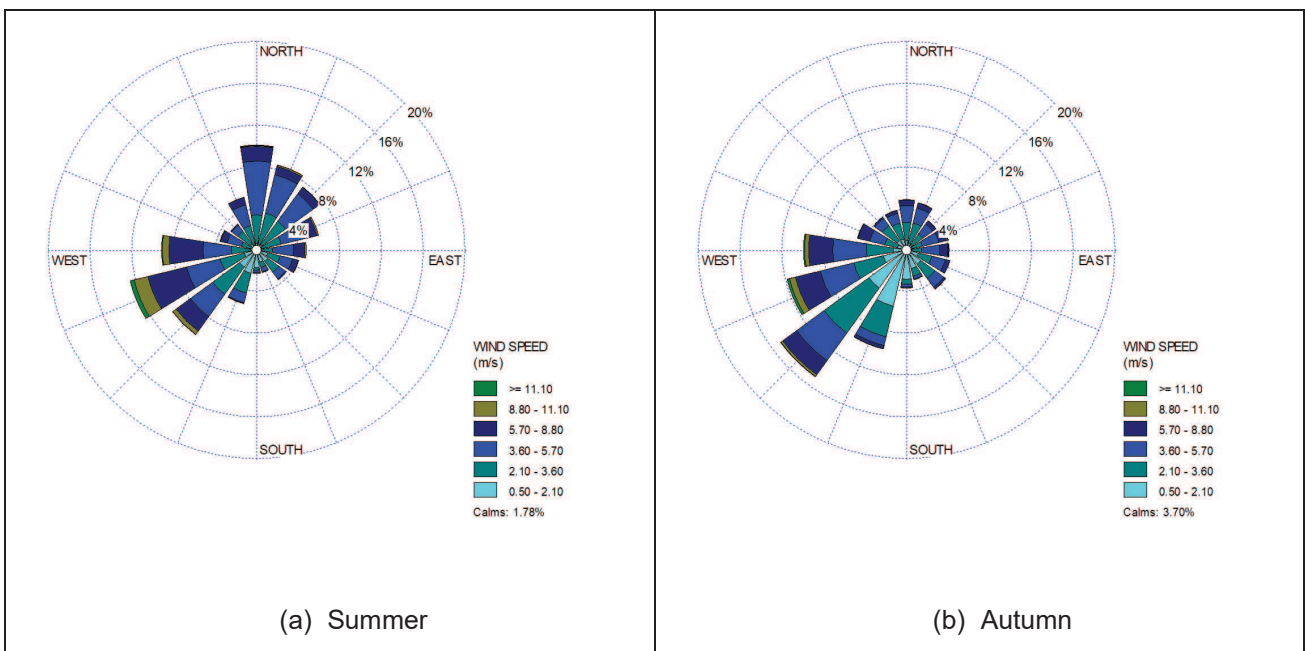 NORTH
20%
16%
12%
8%
4%
WEST
EAST
WIND SPEED
(m/s)
>= 11.10
8.80 - 11.10
5.70 - 8.80
3.60 - 5.70
2.10 - 3.60
0.50 - 2.10
Calms: 1.78%
SOUTH
(a) Summer
NORTH
20%
16%
12%
8%
4%
WEST
EAST
WIND SPEED
(m/s)
>= 11.10
8.80 - 11.10
5.70 - 8.80
3.60 - 5.70
2.10 - 3.60
0.50 - 2.10
Calms: 3.70%
SOUTH
(b) Autumn